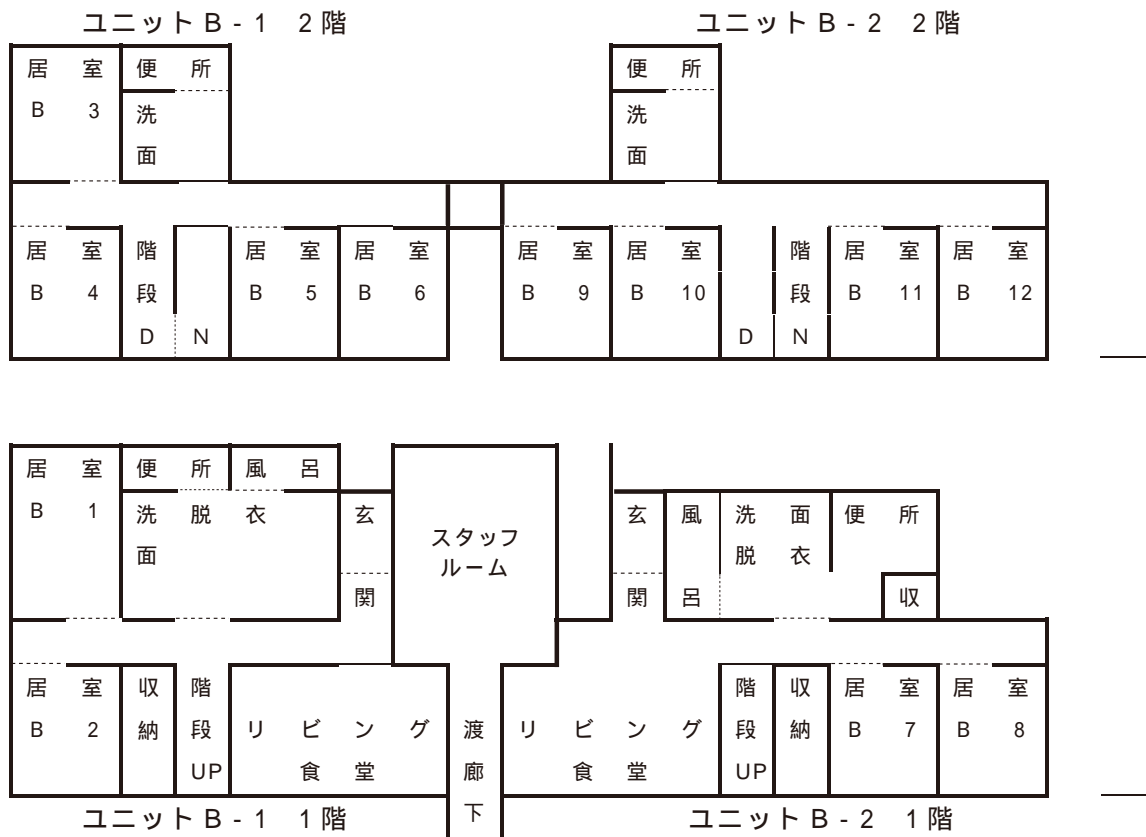 ユニットB-1 2階 ユニットB-2 2階
居室 便所 便所
B 3 洗 洗
面 面
居室 階 居室 居室 居室 居室 階 居室 居室
B 4 段 B 5 B 6 B 9 B 10 段 B 11 B 12
DN DN
居室 便所 風呂
B 1 洗脱衣 玄 スタッフ 玄 風 洗面 便所
面 ルーム 脱衣
関 関 呂 収
居室 収 階 渡 階 収 居室 居室
B 2 納 段 リビング 廊 リビング 段 納 B 7 B 8
UP 食堂 下 食堂 UP
ユニットB-1 1階 ユニットB-2 1階